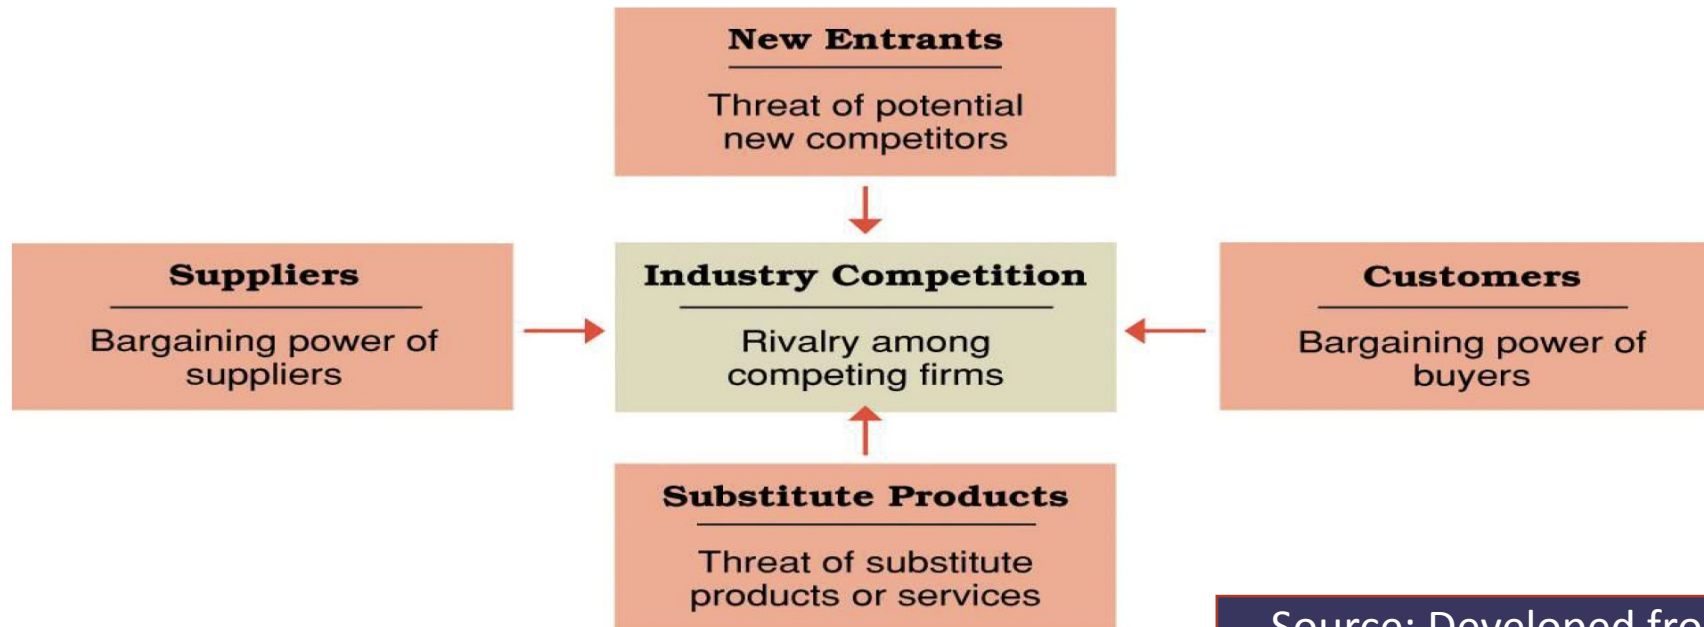 New Entrants
Threat of potential
new competitors
Suppliers
Bargaining power of
suppliers
Industry Competition
Rivalry among
competing firms
Customers
Bargaining power of
buyers
Substitute Products
Threat of substitute
products or services
Source: Developed fro